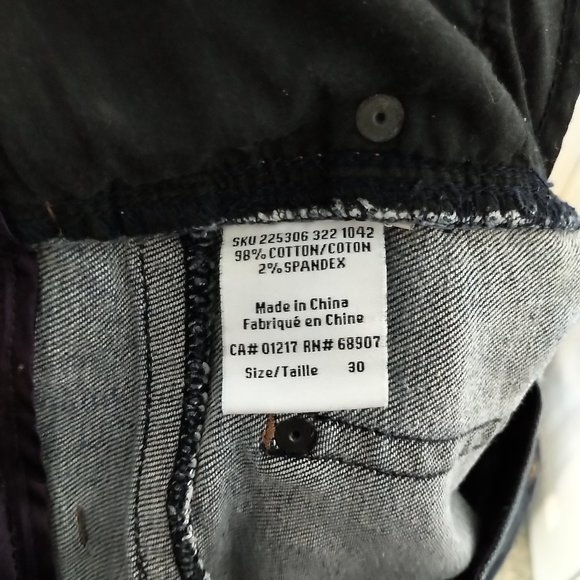 SKU 225306 322 1042
98% COTTON/COTON
2% SPANDEX
Made in China
Fabriqué en Chine
CA# 01217 RN# 68907
Size/Taille 30